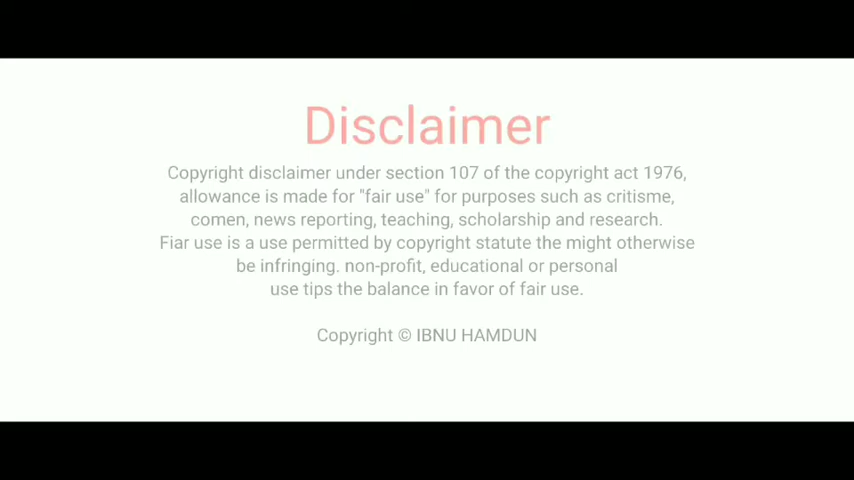 Disclaimer
Copyright disclaimer under section 107 of the copyright act 1976,
allowance is made for "fair use" for purposes such as critisme,
comen, news reporting, teaching, scholarship and research.
Fiar use is a use permitted by copyright statute the might otherwise
be infringing. non-profit, educational or personal
use tips the balance in favor of fair use.
Copyright © IBNU HAMDUN